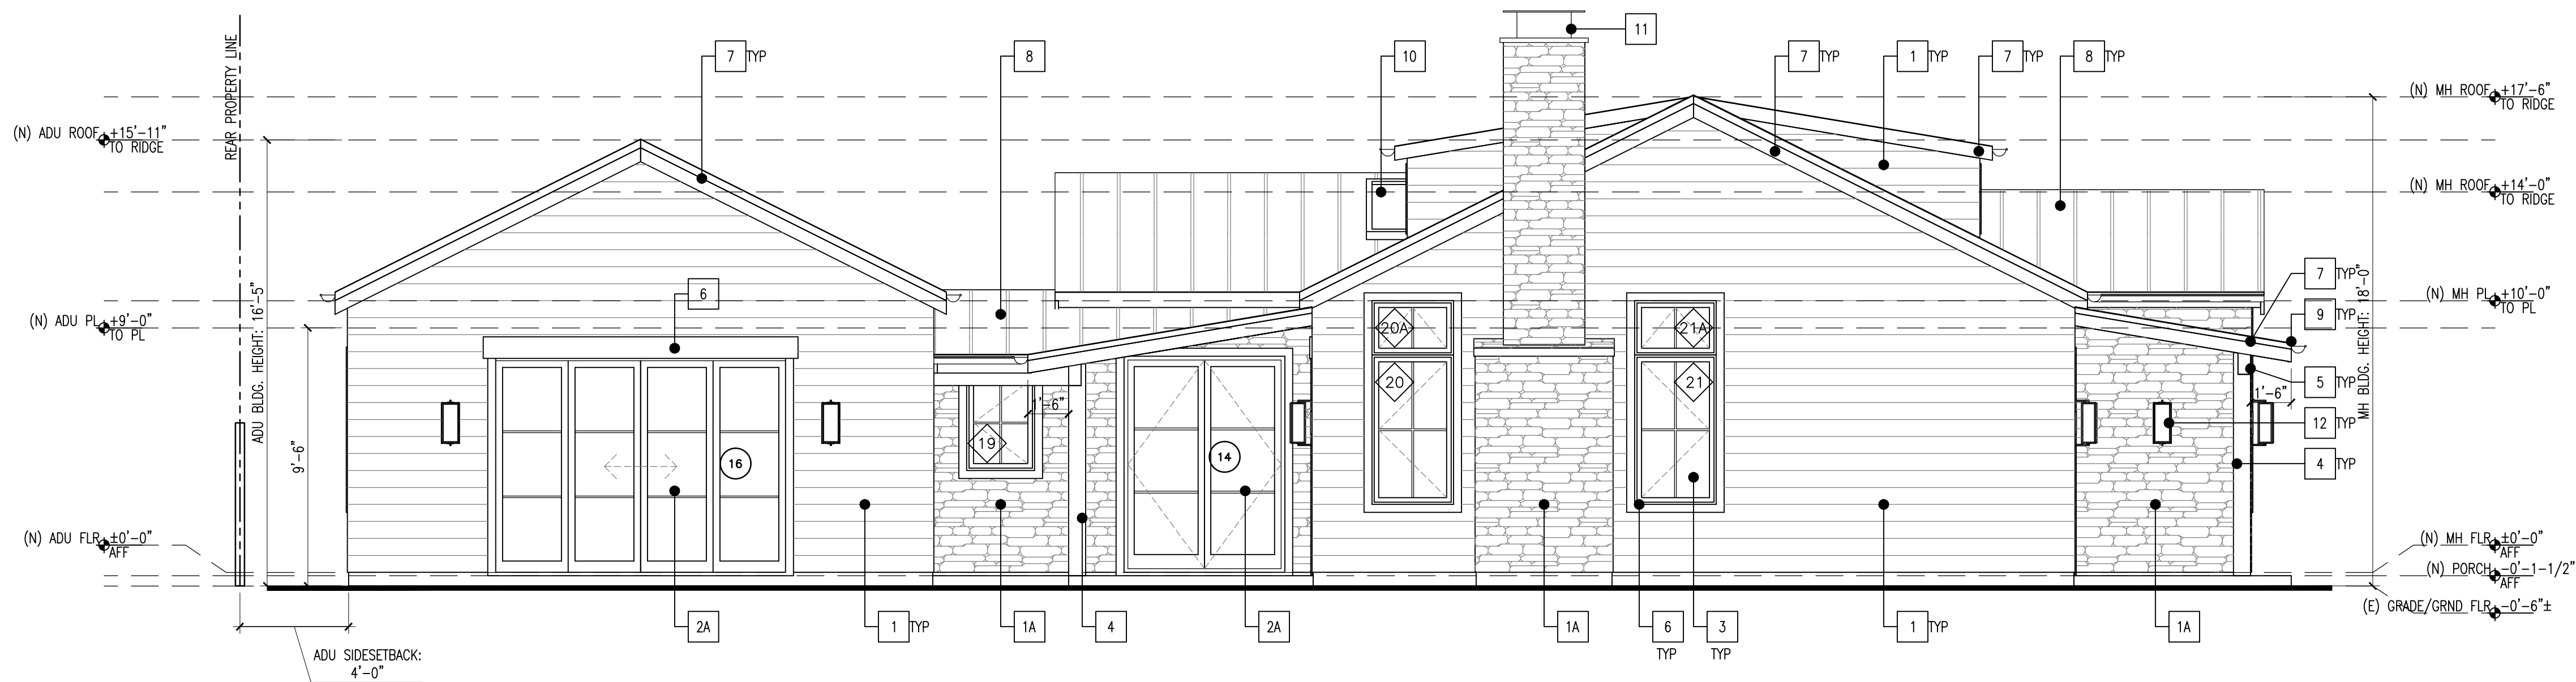 11
7 TYP
8
10
7 TYP
1 TYP
7 TYP
8 TYP
REAR PROPERTY LINE
(N) MH ROOF +17'-6"
TO RIDGE
(N) ADU ROOF +15'-11"
TO RIDGE
(N) MH ROOF +14'-0"
TO RIDGE
7 TYP
6
(N) MH PL +10'-0"
TO PL
9 TYP
(N) ADU PL +9'-0"
TO PL
20A
21A
ADU BLDG. HEIGHT: 16'-5"
MH BLDG. HEIGHT: 18'-0"
20
21
5 TYP
1'-6"
1'-6"
12 TYP
19
9'-6"
16
14
4 TYP
(N) ADU FLR ±0'-0"
AFF
(N) MH FLR ±0'-0"
AFF
(N) PORCH -0'-1-1/2"
AFF
(E) GRADE/GRND FLR -0'-6"±
2A
1 TYP
1A
4
2A
1A
6
TYP
3
TYP
1 TYP
1A
ADU SIDESETBACK:
4'-0"